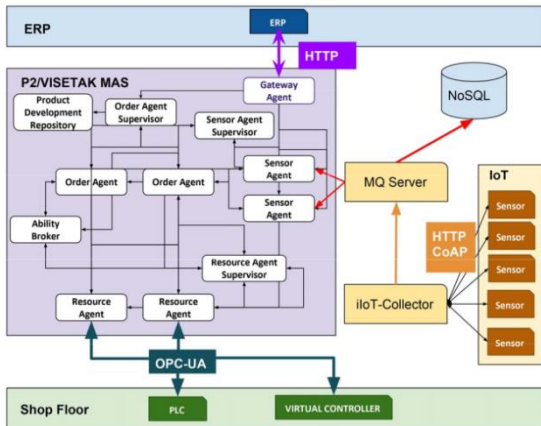 ERP
ERP
HTTP
P2/VISETAK MAS
Gateway
Agent
Product
Development
Repository
Order Agent
Supervisor
Sensor Agent
Supervisor
NoSQL
Order Agent
Order Agent
Sensor
Agent
Sensor
Agent
MQ Server
IoT
Sensor
Sensor
Sensor
Sensor
Sensor
HTTP
CoAP
Ability
Broker
Resource Agent
Supervisor
iIoT-Collector
Resource
Agent
Resource
Agent
OPC-UA
Shop Floor
PLC
VIRTUAL CONTROLLER